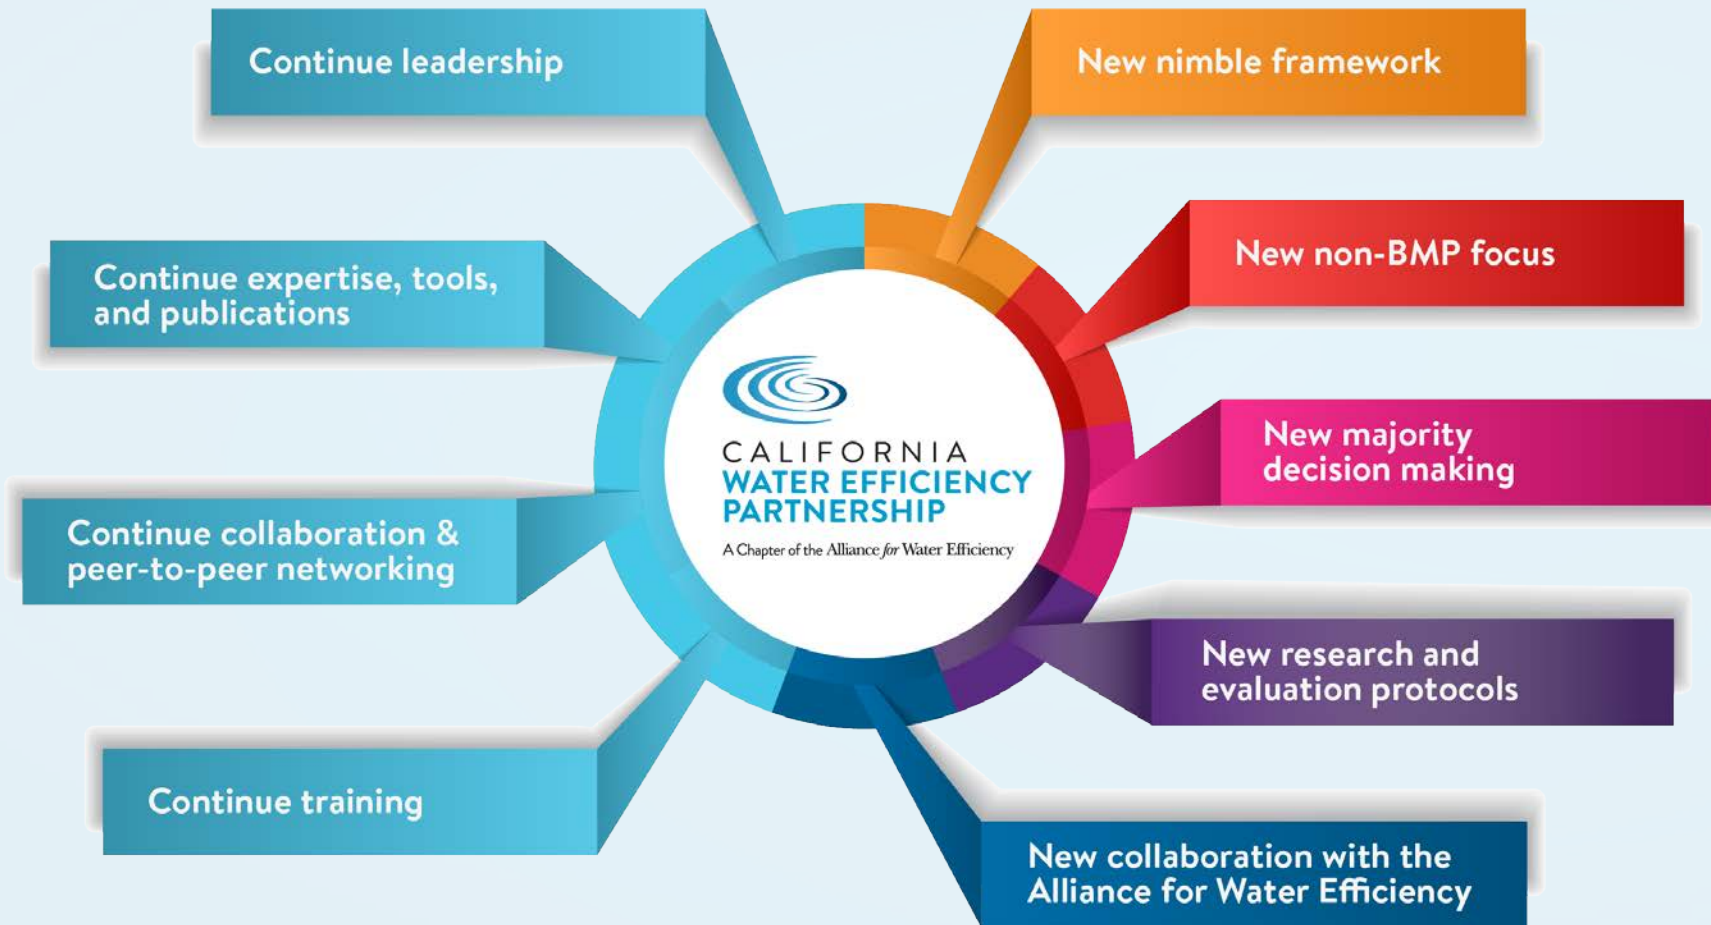 Continue leadership
New nimble framework
New non-BMP focus
Continue expertise, tools,
and publications
New majority
decision making
CALIFORNIA
WATER EFFICIENCY
PARTNERSHIP
A Chapter of the Alliance for Water Efficiency
Continue collaboration &
peer-to-peer networking
New research and
evaluation protocols
Continue training
New collaboration with the
Alliance for Water Efficiency